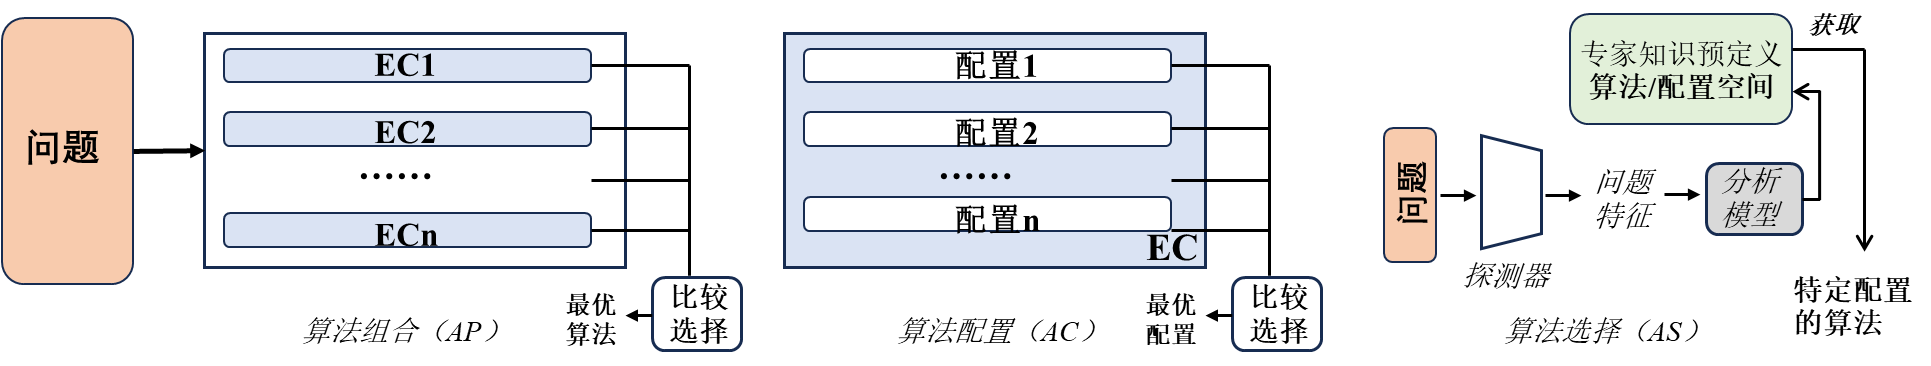 问题
EC1
EC2
……
ECn
最优
算法
比较
选择
算法组合（AP）
配置1
配置2
……
配置n
EC
最优
配置
比较
选择
算法配置（AC）
获取
专家知识预定义
算法/配置空间
问题
探测器
问题
特征
分析
模型
特定配置
的算法
算法选择（AS）